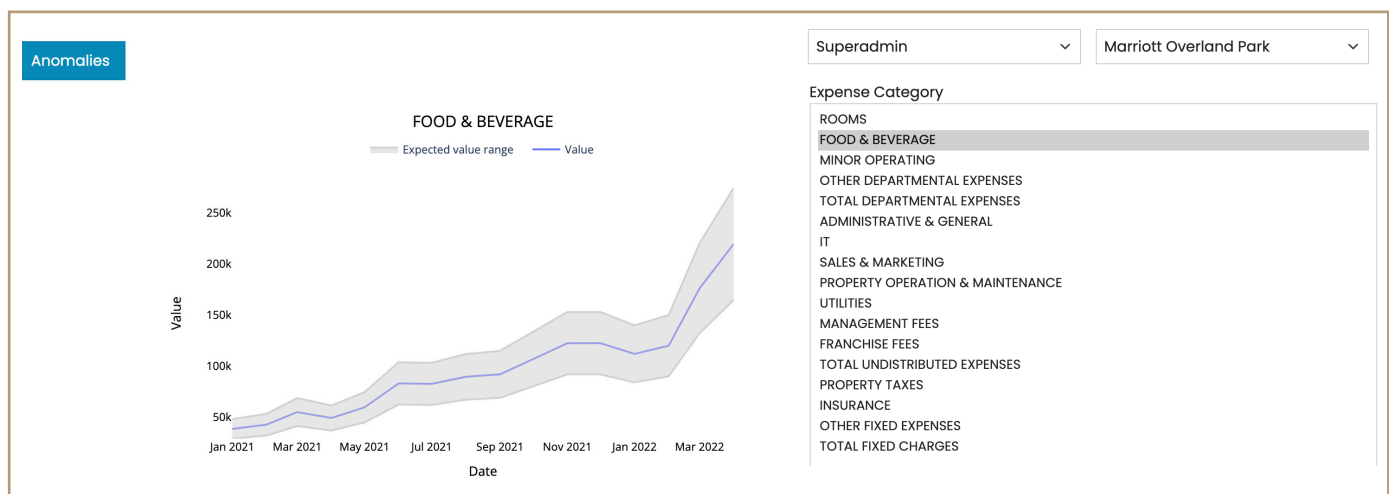 Anomalies
Superadmin
Marriott Overland Park
FOOD & BEVERAGE
Expected value range
Value
250k
200k
150k
100k
50k
Value
Jan 2021
Mar 2021
May 2021
Jul 2021
Sep 2021
Nov 2021
Jan 2022
Mar 2022
Date
Expense Category
ROOMS
FOOD & BEVERAGE
MINOR OPERATING
OTHER DEPARTMENTAL EXPENSES
TOTAL DEPARTMENTAL EXPENSES
ADMINISTRATIVE & GENERAL
IT
SALES & MARKETING
PROPERTY OPERATION & MAINTENANCE
UTILITIES
MANAGEMENT FEES
FRANCHISE FEES
TOTAL UNDISTRIBUTED EXPENSES
PROPERTY TAXES
INSURANCE
OTHER FIXED EXPENSES
TOTAL FIXED CHARGES